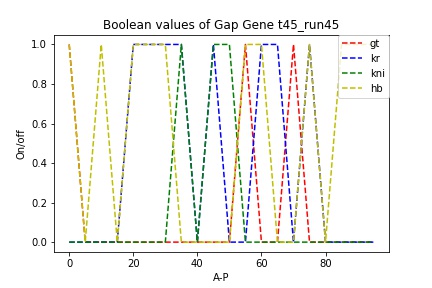 Boolean values of Gap Gene t45_run45
gt
kr
kni
hb
1.0
0.8
0.6
0.4
0.2
0.0
On/off
0 20 40 60 80
A-P